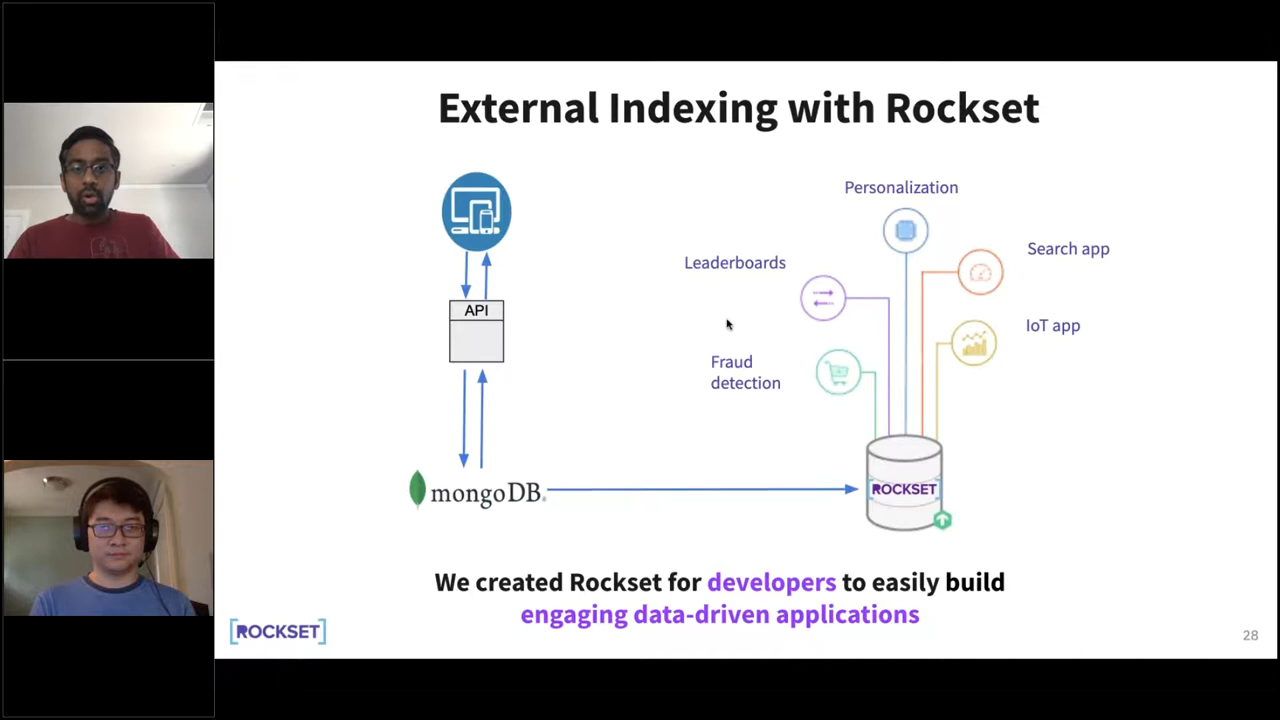 External Indexing with Rockset
Personalization
Search app
Leaderboards
API
IoT app
Fraud
detection
mongoDB.
ROCKSET
We created Rockset for developers to easily build
engaging data-driven applications
[ROCKSET]
28